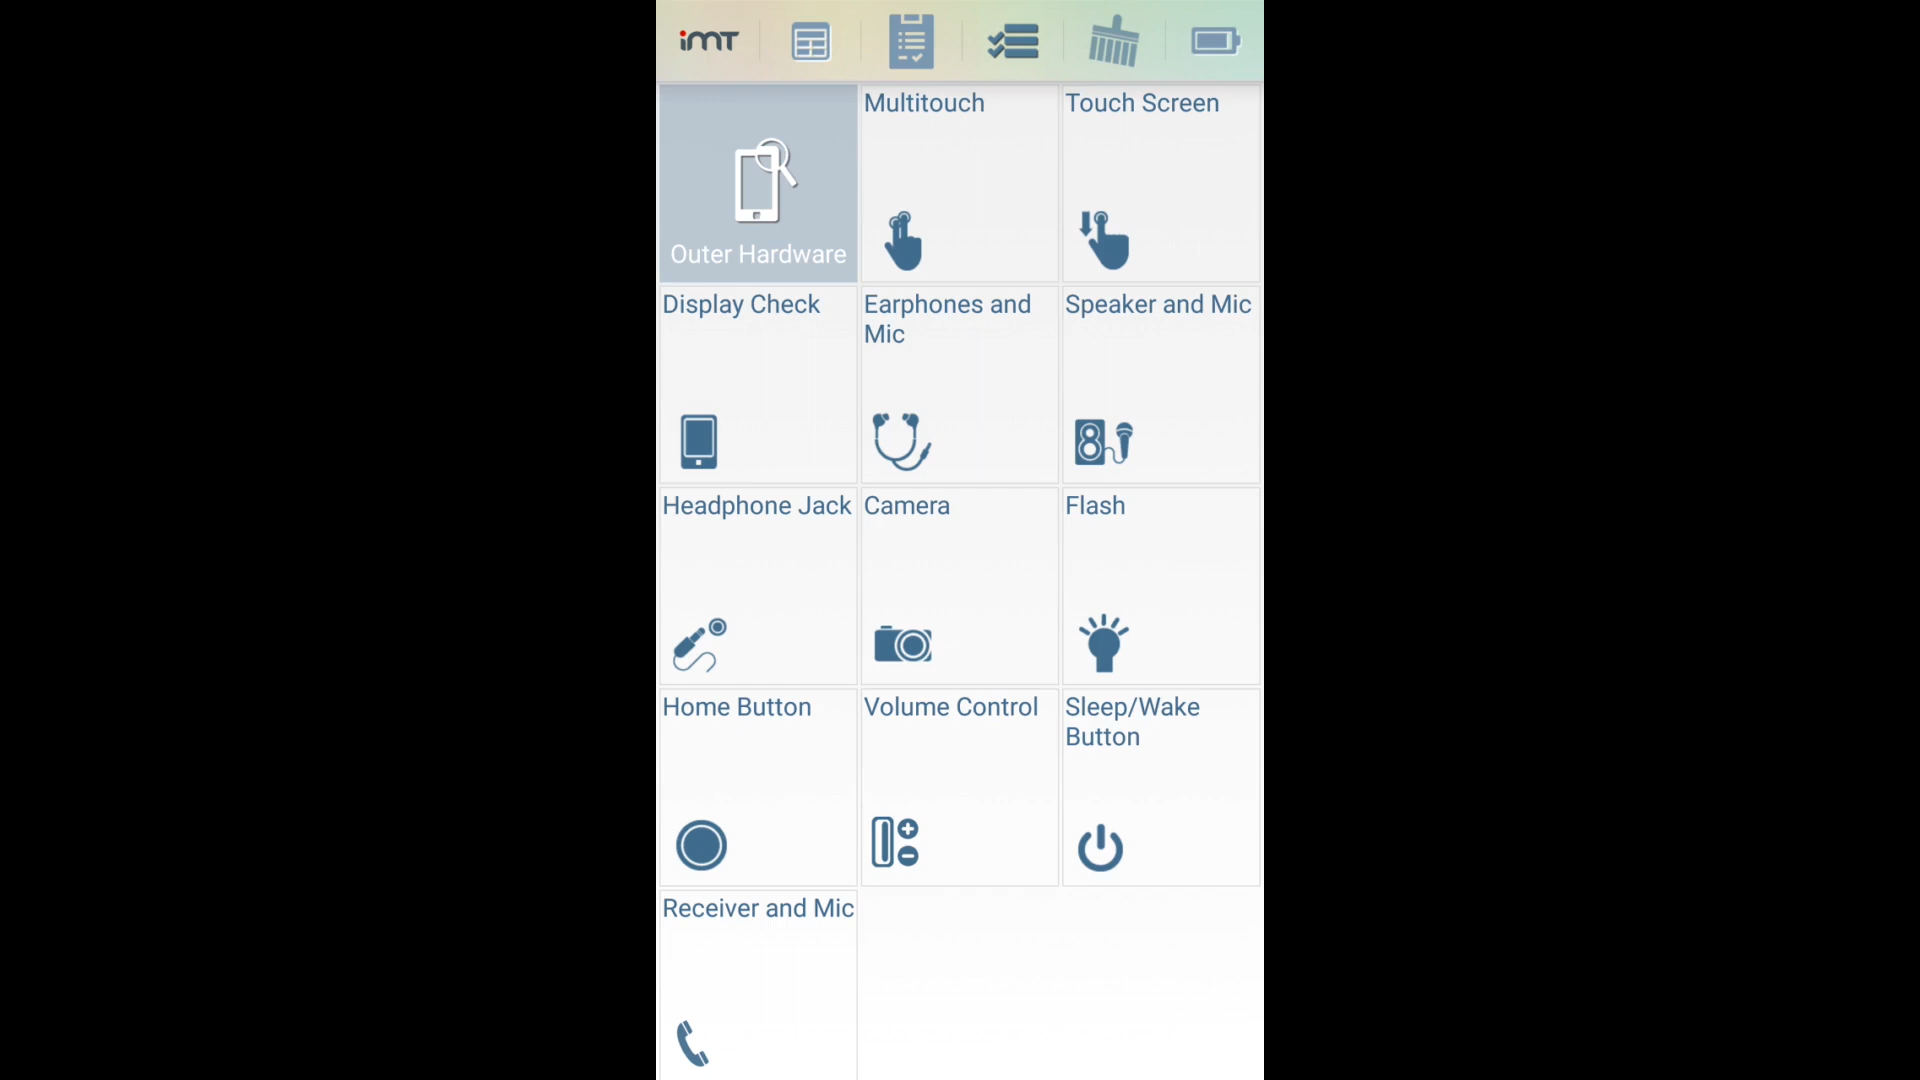 iMT
Multitouch
Touch Screen
Outer Hardware
Display Check
Earphones and
Mic
Speaker and Mic
Headphone Jack
Camera
Flash
Home Button
Volume Control
Sleep/Wake
Button
Receiver and Mic